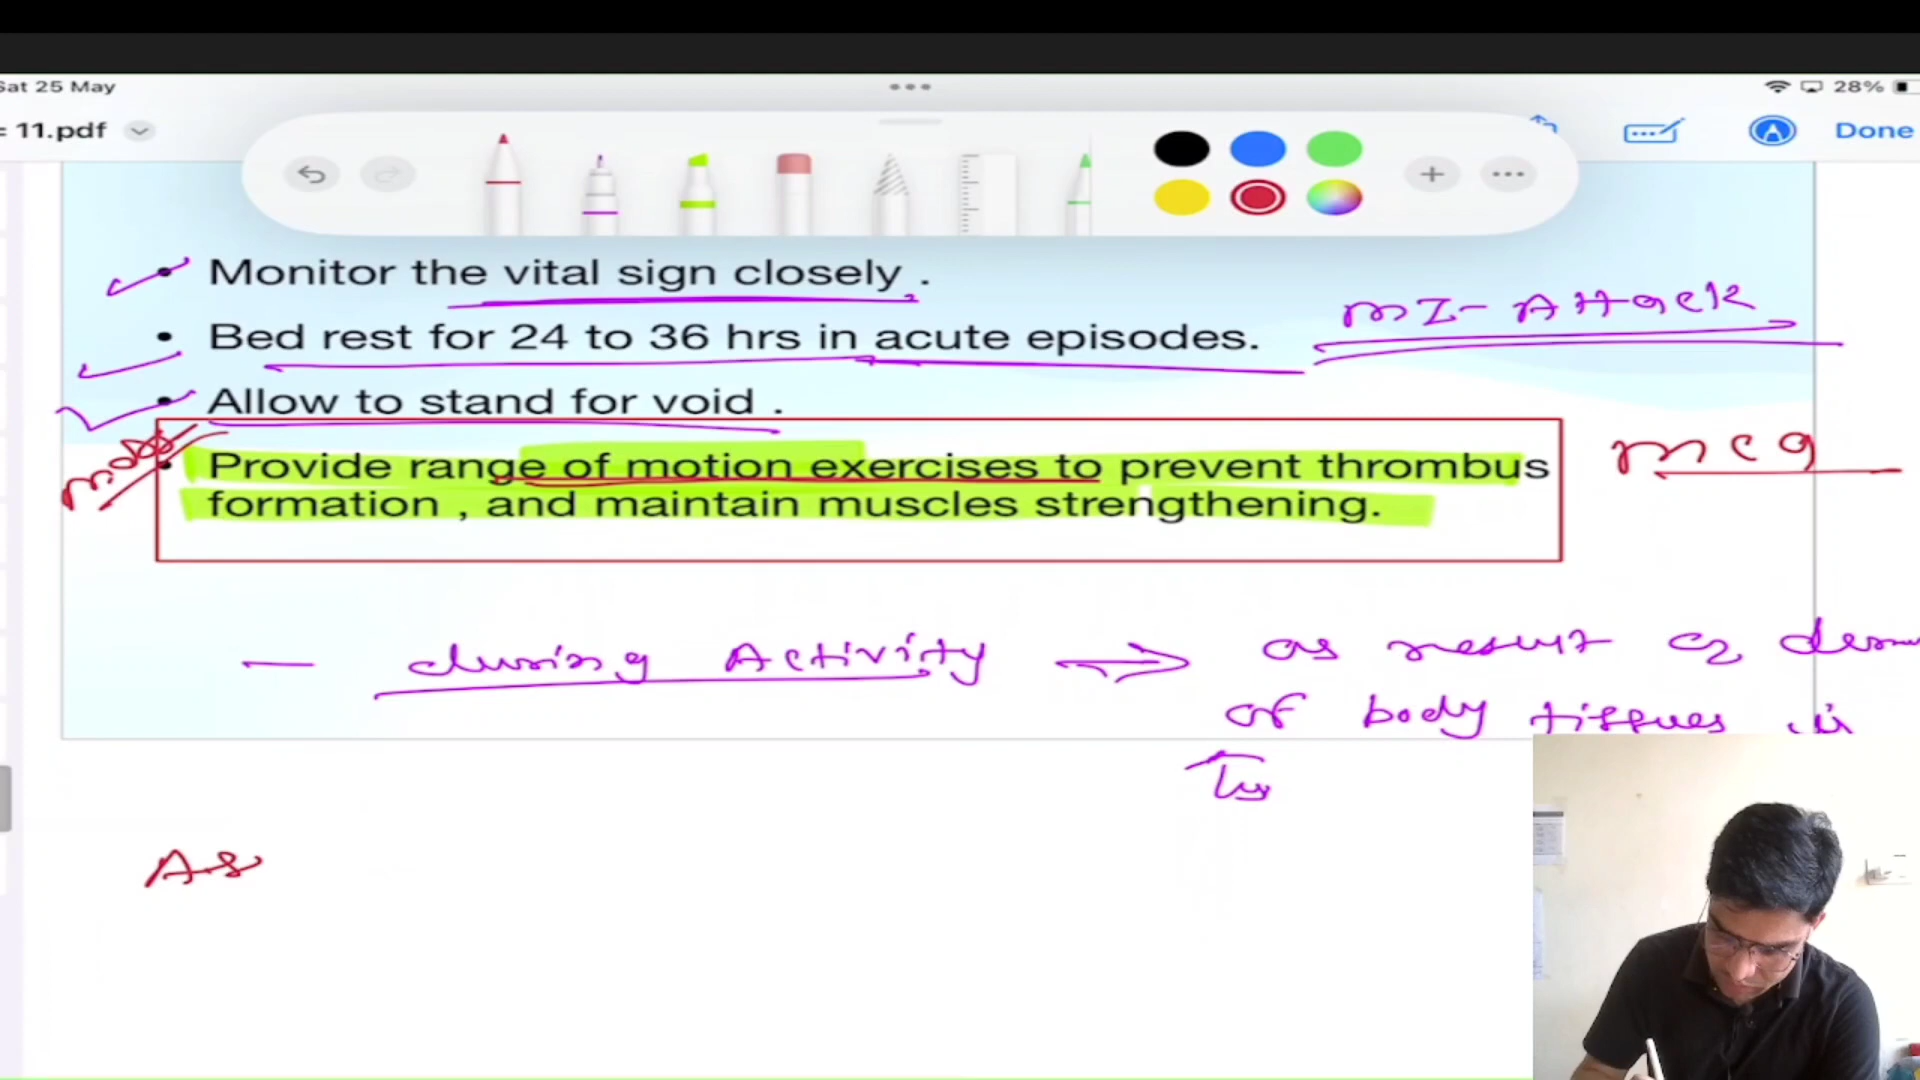 Sat 25 May
28%
= 11.pdf
Done
• Monitor the vital sign closely .
• Bed rest for 24 to 36 hrs in acute episodes.
MI - Attack
• Allow to stand for void .
• Provide range of motion exercises to prevent thrombus
formation , and maintain muscles strengthening.
mcq
— during Activity ⇒ as result of
of body tissues is
As